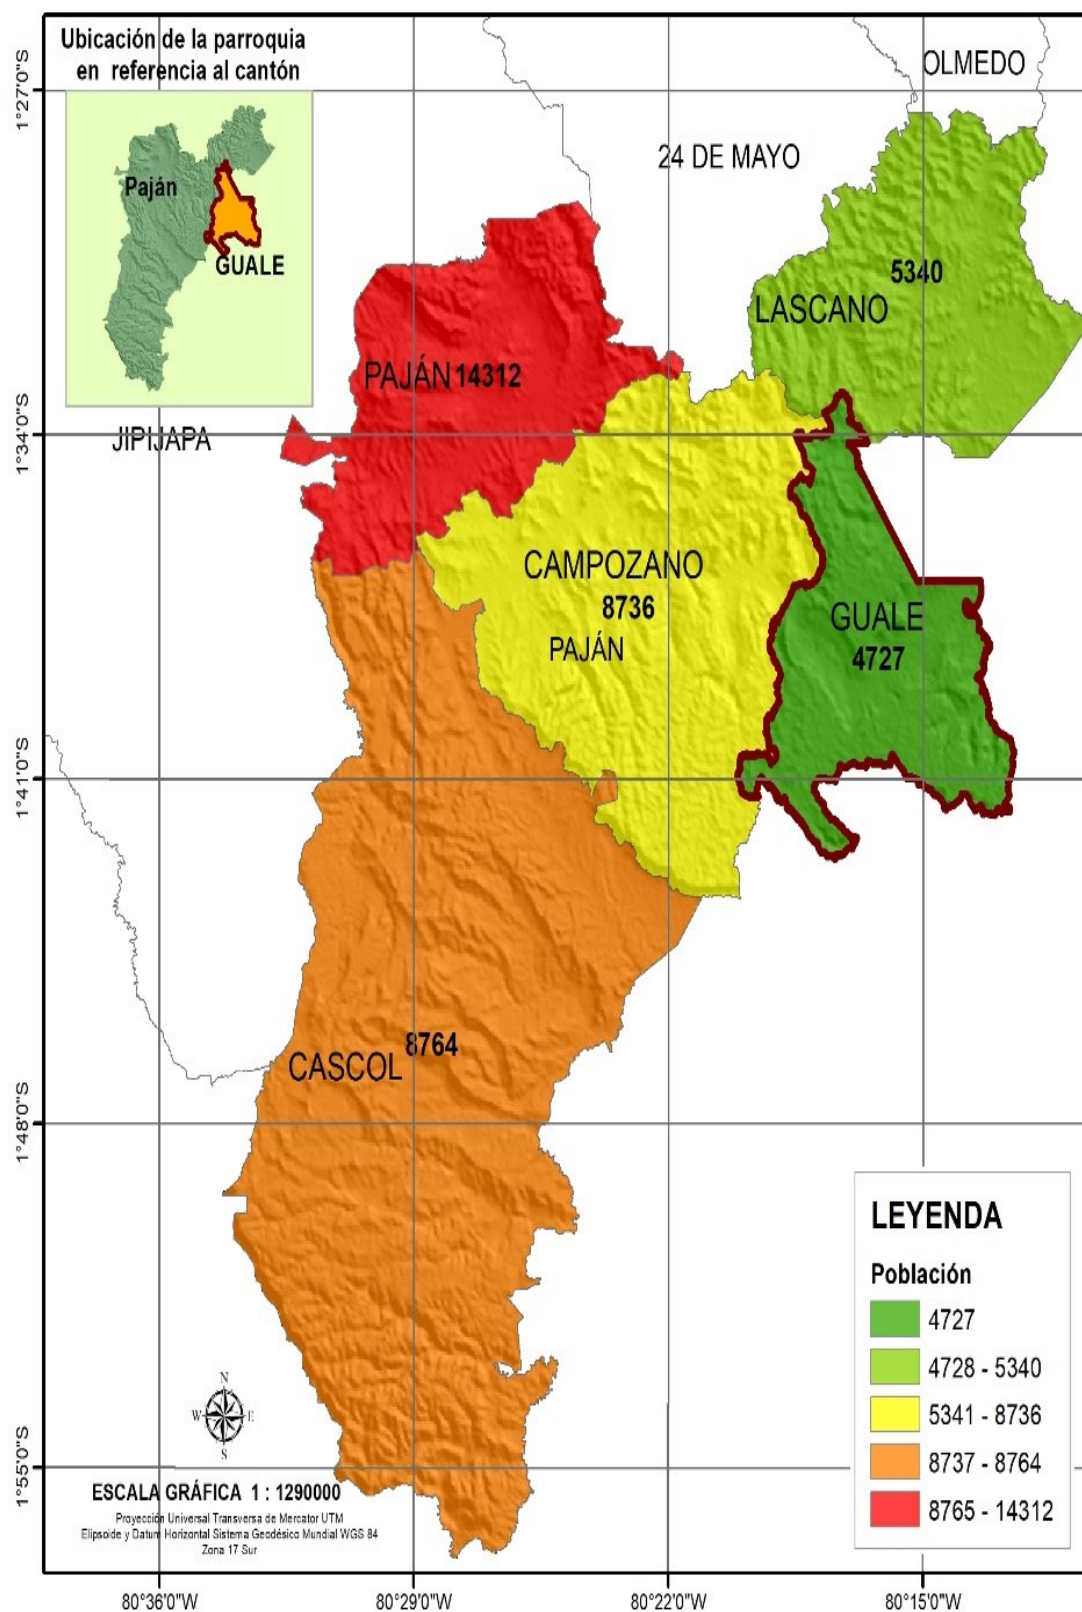 Ubicación de la parroquia
en referencia al cantón
Paján
GUALE
OLMEDO
24 DE MAYO
5340
LASCANO
PAJÁN 14312
JIPIJAPA
CAMPOZANO
8736
PAJÁN
GUALE
4727
8764
CASCOL
LEYENDA
Población
4727
4728 - 5340
5341 - 8736
8737 - 8764
8765 - 14312
N
W E
S
ESCALA GRÁFICA 1 : 1290000
Proyección Universal Transversa de Mercator UTM
Elipsoide y Datum Horizontal Sistema Geodésico Mundial WGS 84
Zona 17 Sur
1°27'0"S
1°34'0"S
1°41'0"S
1°48'0"S
1°55'0"S
80°36'0"W
80°29'0"W
80°22'0"W
80°15'0"W